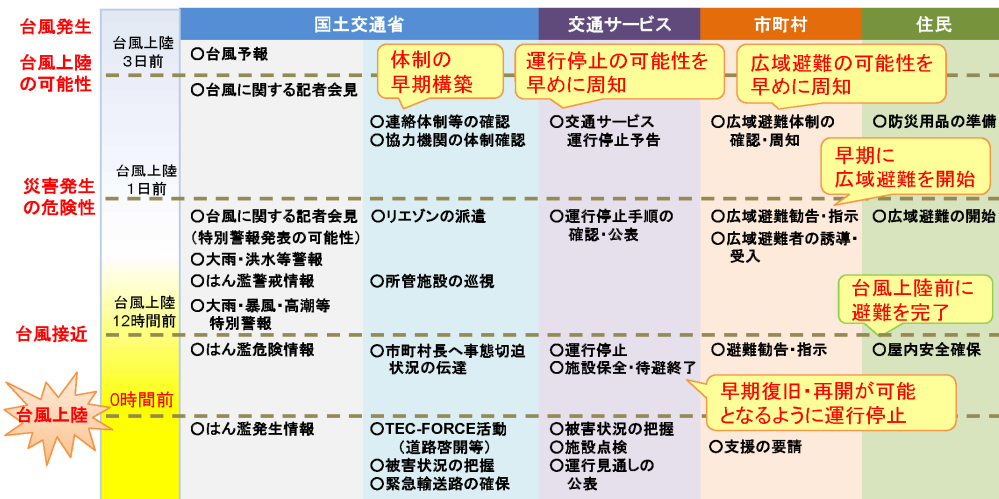 国土交通省
交通サービス
市町村
住民
台風発生
台風上陸
3日前
○台風予報
体制の
早期構築
運行停止の可能性を
早めに周知
広域避難の可能性を
早めに周知
台風上陸
の可能性
○台風に関する記者会見
○連絡体制等の確認
○協力機関の体制確認
○交通サービス
運行停止予告
○広域避難体制の
確認・周知
○防災用品の準備
早期に
広域避難を開始
台風上陸
1日前
災害発生
の危険性
○台風に関する記者会見
(特別警報発表の可能性)
○大雨・洪水等警報
○はん濫警戒情報
○大雨・暴風・高潮等
特別警報
○リエゾンの派遣
○所管施設の巡視
○運行停止手順の
確認・公表
○広域避難勧告・指示
○広域避難者の誘導・
受入
○広域避難の開始
台風上陸前に
避難を完了
台風上陸
12時間前
台風接近
○はん濫危険情報
○市町村長へ事態切迫
状況の伝達
○運行停止
○施設保全・待避終了
○避難勧告・指示
○屋内安全確保
早期復旧・再開が可能
となるように運行停止
0時間前
台風上陸
○はん濫発生情報
○TEC-FORCE活動
(道路啓開等)
○被害状況の把握
○緊急輸送路の確保
○被害状況の把握
○施設点検
○運行見通しの
公表
○支援の要請